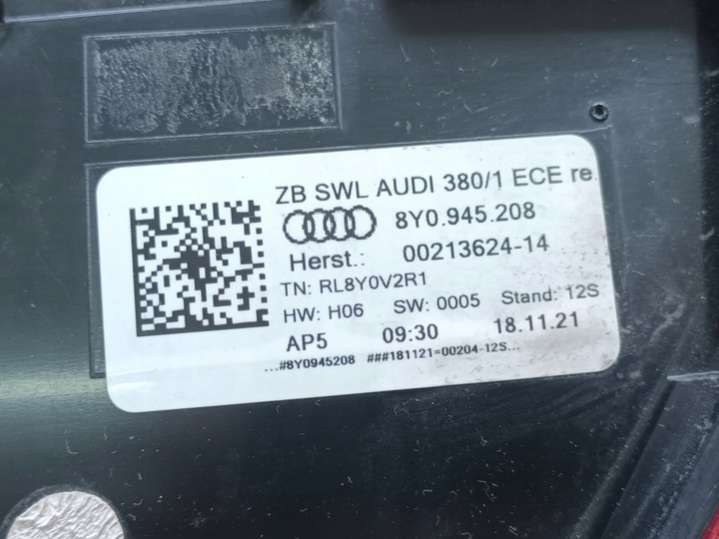 ZB SWL AUDI 380/1 ECE re.
8Y0.945.208
Herst.: 00213624-14
TN: RL8Y0V2R1
HW: H06 SW: 0005 Stand: 12S
AP5 09:30 18.11.21
...#8Y0945208 ###181121=00204-12S...